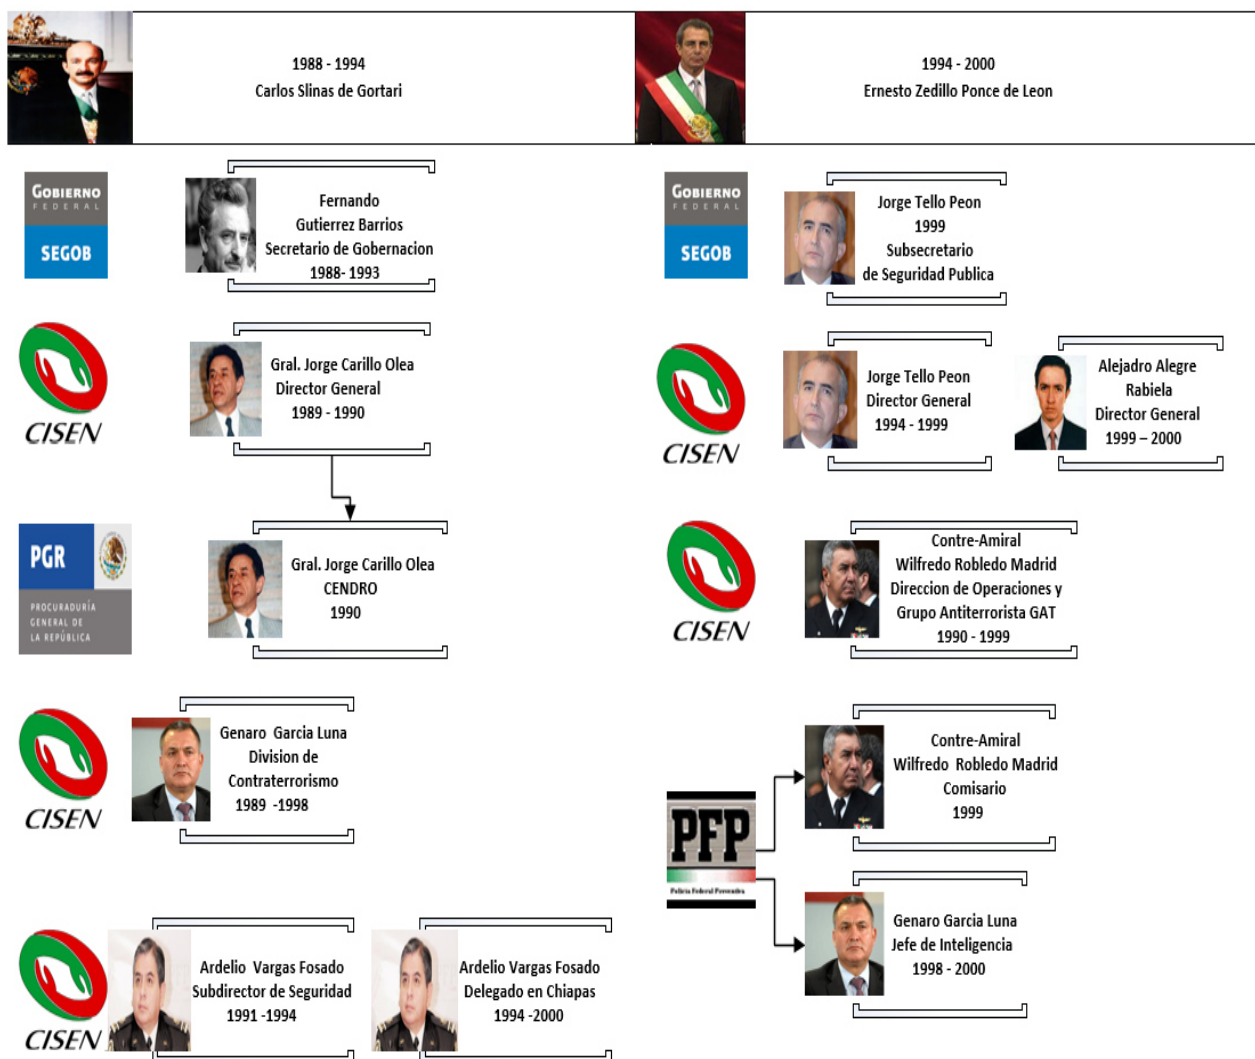 1988 - 1994
Carlos Slinas de Gortari
1994 - 2000
Ernesto Zedillo Ponce de Leon
GOBIERNO
FEDERAL
SEGOB
Fernando
Gutierrez Barrios
Secretario de Gobernacion
1988- 1993
CISEN
Gral. Jorge Carillo Olea
Director General
1989 - 1990
PGR
PROCURADURÍA
GENERAL DE
LA REPÚBLICA
Gral. Jorge Carillo Olea
CENDRO
1990
CISEN
Genaro Garcia Luna
Division de
Contraterrorismo
1989 -1998
CISEN
Ardelio Vargas Fosado
Subdirector de Seguridad
1991 -1994
Ardelio Vargas Fosado
Delegado en Chiapas
1994 -2000
GOBIERNO
FEDERAL
SEGOB
Jorge Tello Peon
1999
Subsecretario
de Seguridad Publica
CISEN
Jorge Tello Peon
Director General
1994 - 1999
Alejadro Alegre
Rabiela
Director General
1999 – 2000
CISEN
Contre-Amiral
Wilfredo Robledo Madrid
Direccion de Operaciones y
Grupo Antiterrorista GAT
1990 - 1999
PFP
Policia Federal Preventiva
Contre-Amiral
Wilfredo Robledo Madrid
Comisario
1999
Genaro Garcia Luna
Jefe de Inteligencia
1998 - 2000